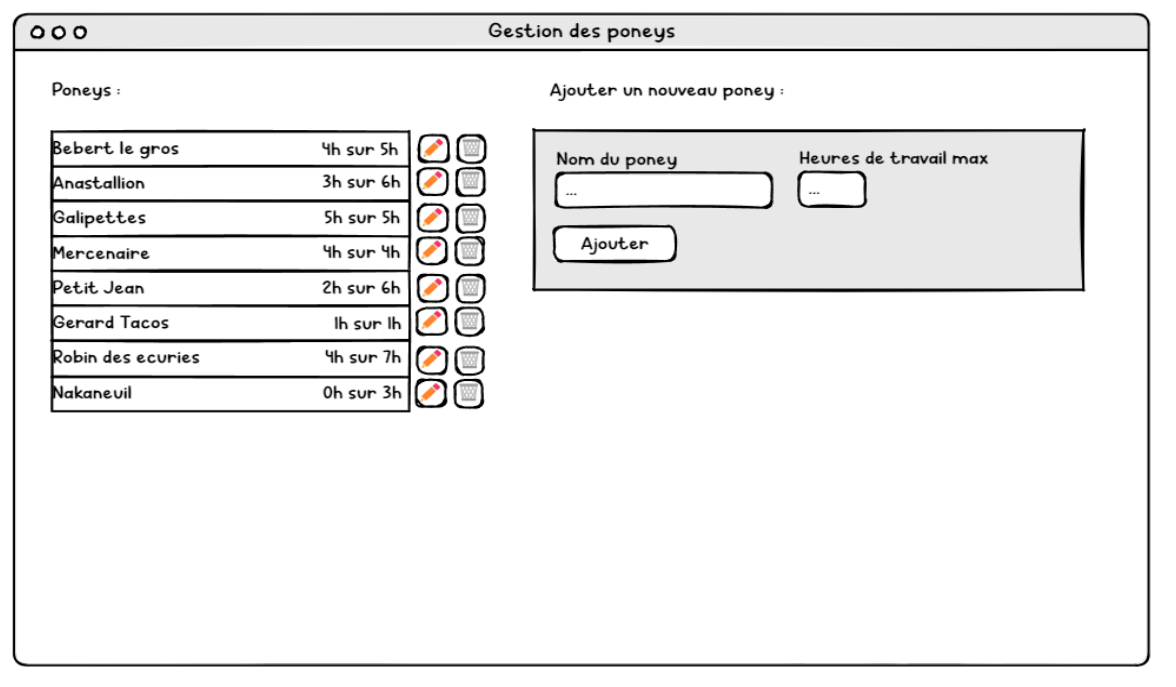 Gestion des poneys
Poneys :
Bebert le gros 4h sur 5h
Anastallion 3h sur 6h
Galipettes 5h sur 5h
Mercenaire 4h sur 4h
Petit Jean 2h sur 6h
Gerard Tacos 1h sur 1h
Robin des ecuries 4h sur 7h
Nakaneuil 0h sur 3h
Ajouter un nouveau poney :
Nom du poney Heures de travail max
... ...
Ajouter